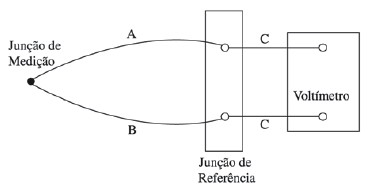 A
C
Junção de
Medição
Voltímetro
B
C
Junção de
Referência